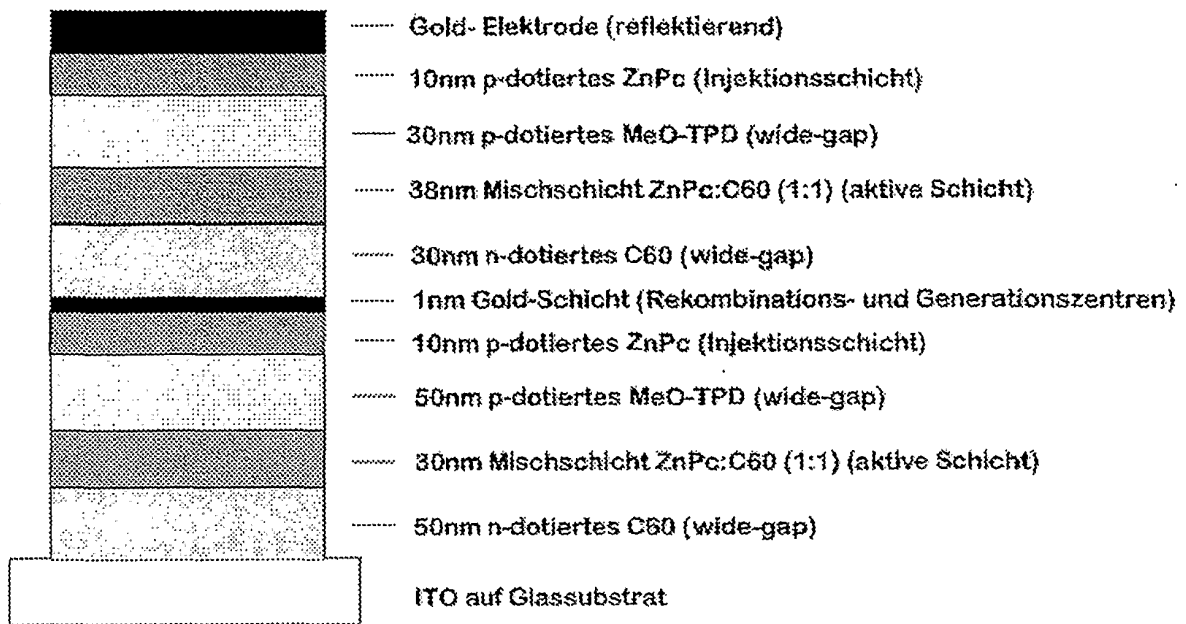 Gold-Elektrode (reflektierend)
10nm p-dotiertes ZnPc (Injektionsschicht)
30nm p-dotiertes MeO-TPD (wide-gap)
38nm Mischschicht ZnPc:C60 (1:1) (aktive Schicht)
30nm n-dotiertes C60 (wide-gap)
1nm Gold-Schicht (Rekombinations- und Generationszentren)
10nm p-dotiertes ZnPc (Injektionsschicht)
50nm p-dotiertes MeO-TPD (wide-gap)
30nm Mischschicht ZnPc:C60 (1:1) (aktive Schicht)
50nm n-dotiertes C60 (wide-gap)
ITO auf Glassubstrat